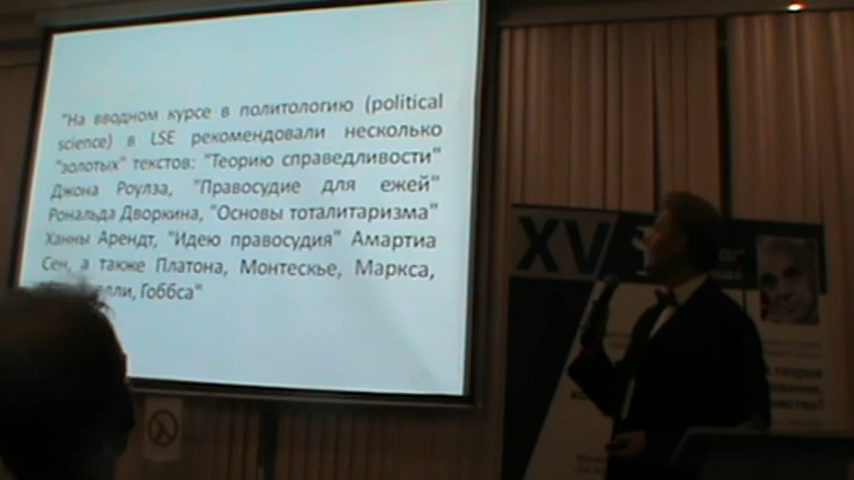 "На вводном курсе в политологию (political
science) в LSE рекомендовали несколько
"золотых" текстов: "Теорию справедливости"
Джона Роулза, "Правосудие для ежей"
Рональда Дворкина, "Основы тоталитаризма"
Ханны Арендт, "Идею правосудия" Амартиа
Сен, а также Платона, Монтескье, Маркса,
Гоббса"
XV